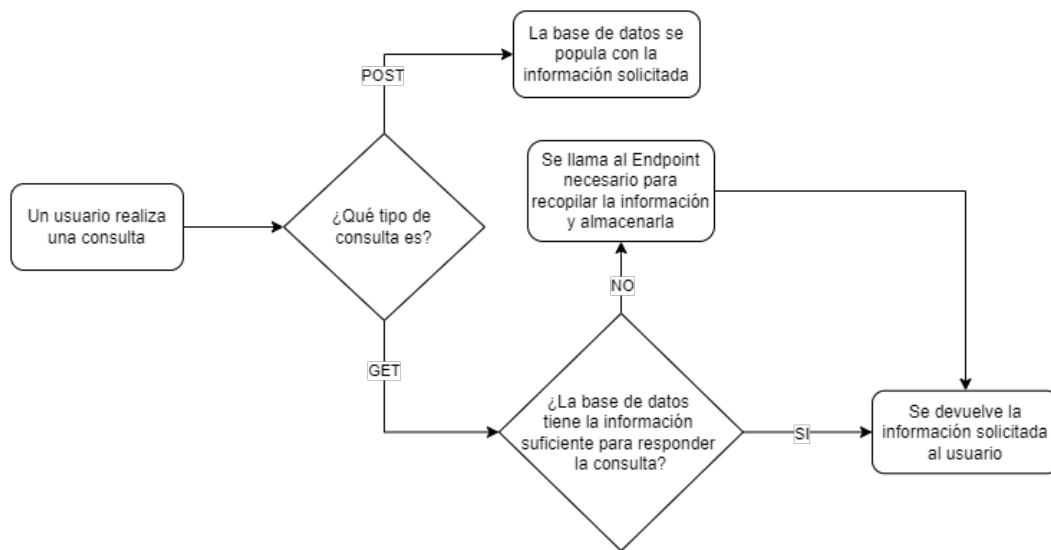 La base de datos se
popula con la
información solicitada
POST
Se llama al Endpoint
necesario para
recopilar la información
y almacenarla
Un usuario realiza
una consulta
¿Qué tipo de
consulta es?
NO
GET
¿La base de datos
tiene la información
suficiente para responder
la consulta?
SI
Se devuelve la
información solicitada
al usuario